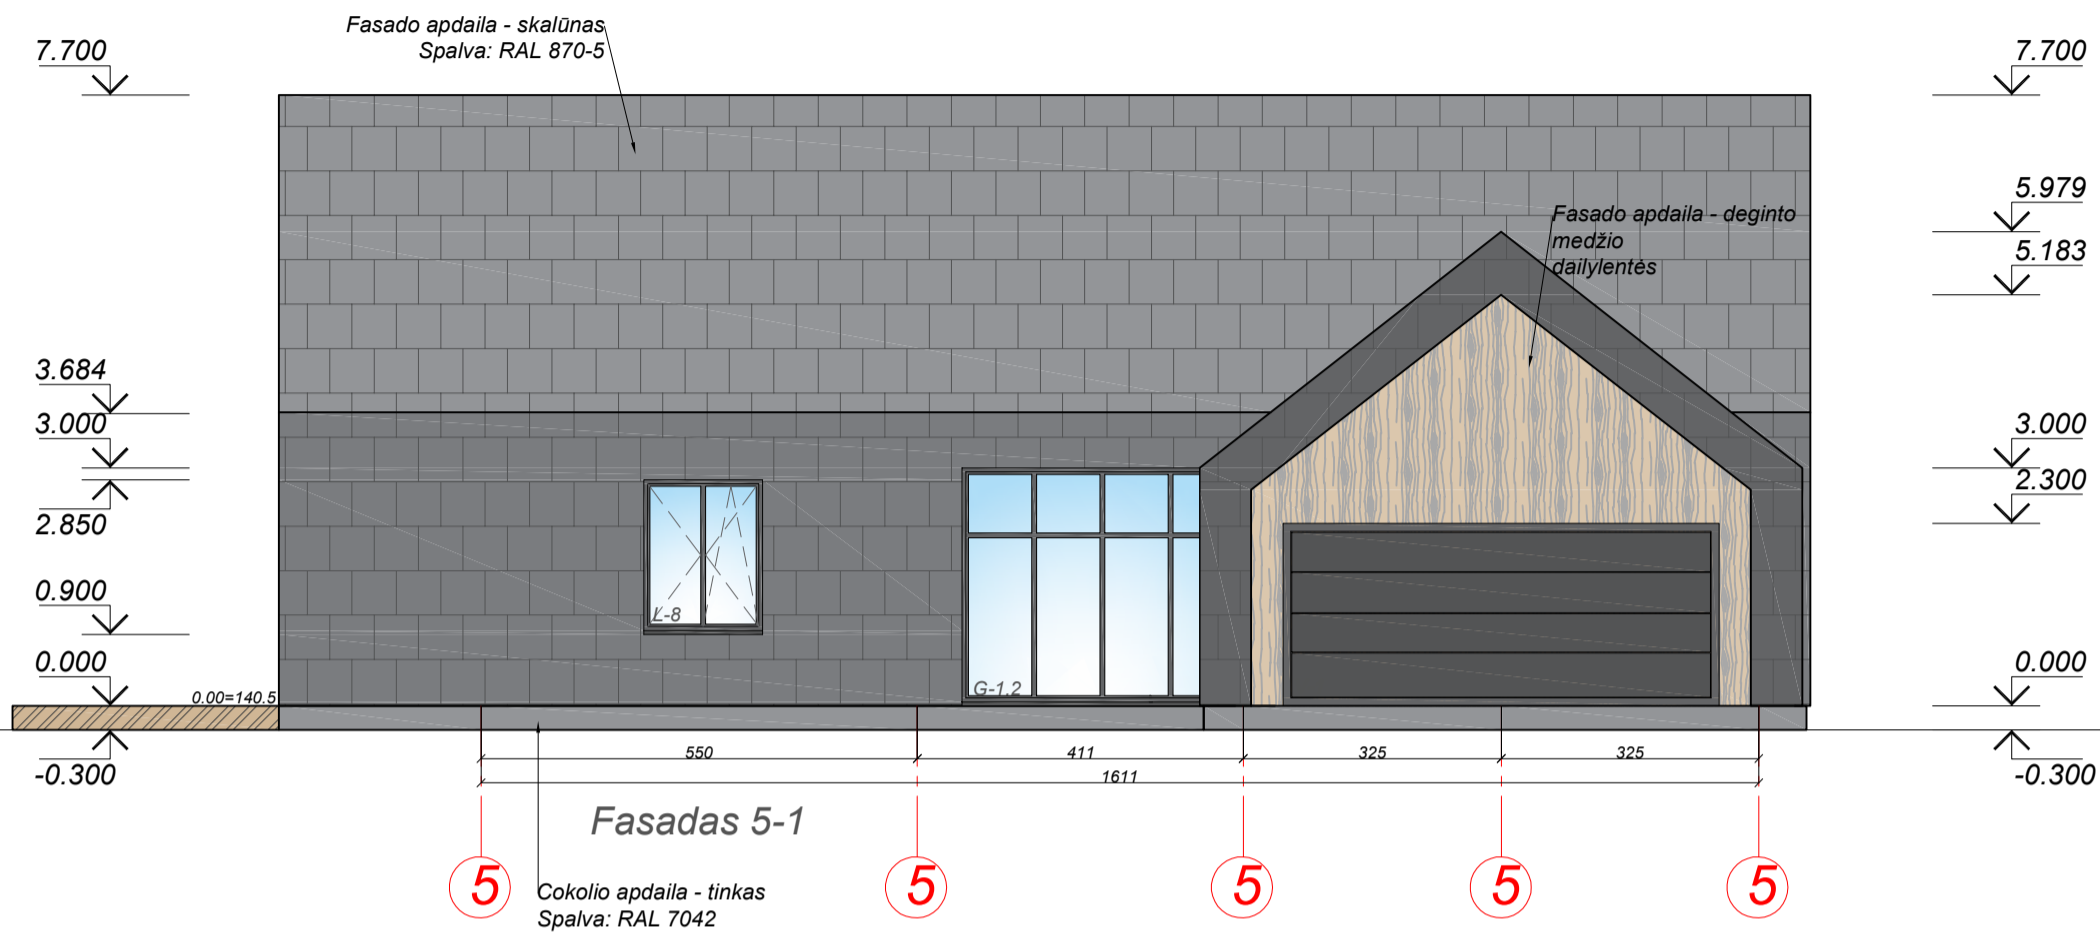 Fasado apdaila - skalūnas
Spalva: RAL 870-5
7.700
7.700
5.979
Fasado apdaila - deginto
medžio
dailylentės
5.183
3.684
3.000
3.000
2.300
2.850
0.900
L-8
0.000
0.000
G-1,2
0.00=140.5
550
411
325
325
-0.300
-0.300
1611
Fasadas 5-1
5
5
5
5
5
Cokolio apdaila - tinkas
Spalva: RAL 7042